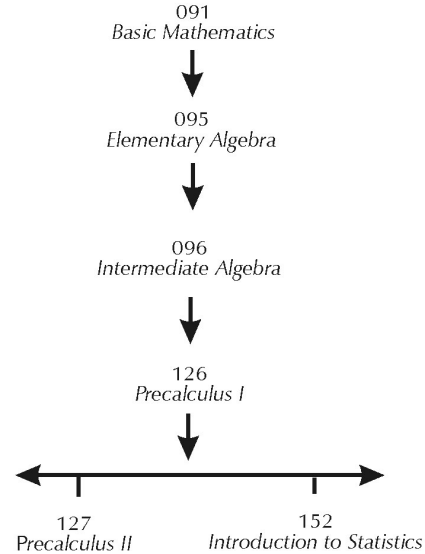 091
Basic Mathematics
095
Elementary Algebra
096
Intermediate Algebra
126
Precalculus I
127
Precalculus II
152
Introduction to Statistics